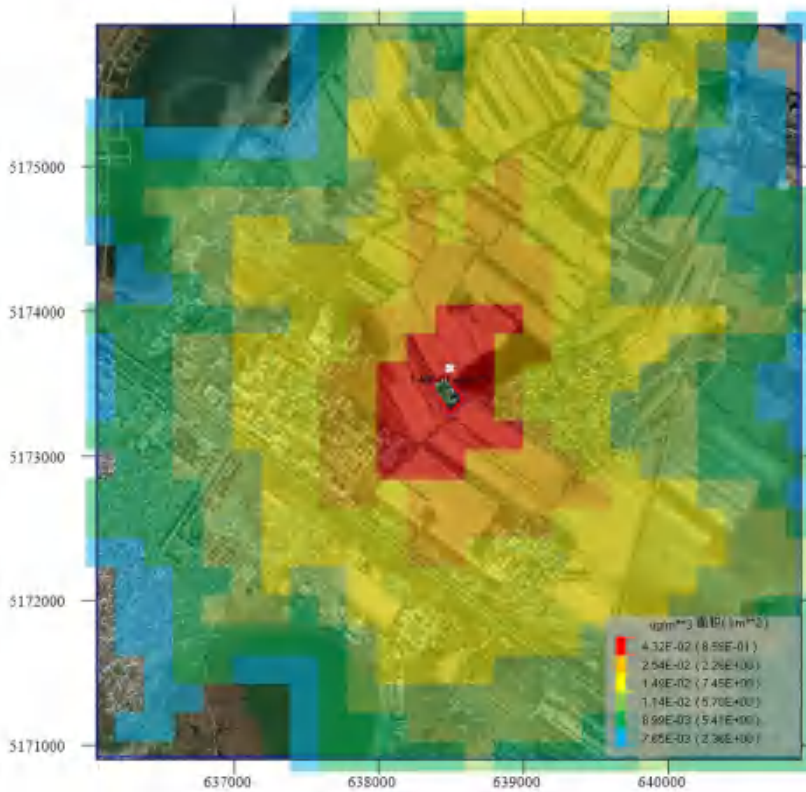 5175000
5174000
5173000
5172000
5171000
637000
638000
639000
640000
ug/m**3 面积(km**2)
4.32E-02 ( 8.58E-01 )
2.54E-02 ( 2.26E+00 )
1.49E-02 ( 7.45E+00 )
1.14E-02 ( 5.70E+00 )
8.99E-03 ( 5.41E+00 )
7.65E-03 ( 2.36E+00 )